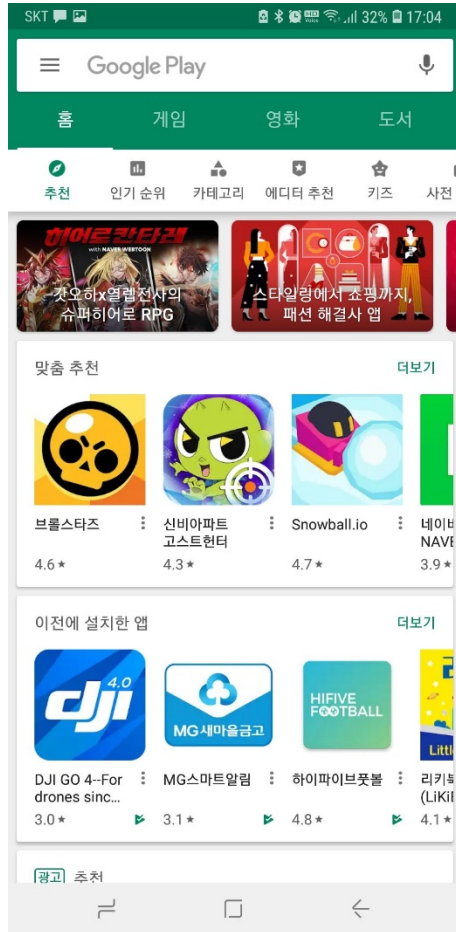 SKT 32% 17:04
Google Play
홈 게임 영화 도서
추천 인기 순위 카테고리 에디터 추천 키즈 사전
히어로칸타레
with NAVER WEBTOON
갓오하x열렙전사의
슈퍼히어로 RPG
스타일링에서 쇼핑까지,
패션 해결사 앱
맞춤 추천 더보기
브롤스타즈 신비아파트 Snowball.io
고스트헌터 NAVE
4.6★ 4.3★ 4.7★ 3.9★
이전에 설치한 앱 더보기
dji 4.0
MG새마을금고
HIFIVE
FOOTBALL
Little
DJI GO 4--For MG스마트알림 하이파이브풋볼
drones sinc... (LiKi
3.0★ 3.1★ 4.8★ 4.1★
광고 추천